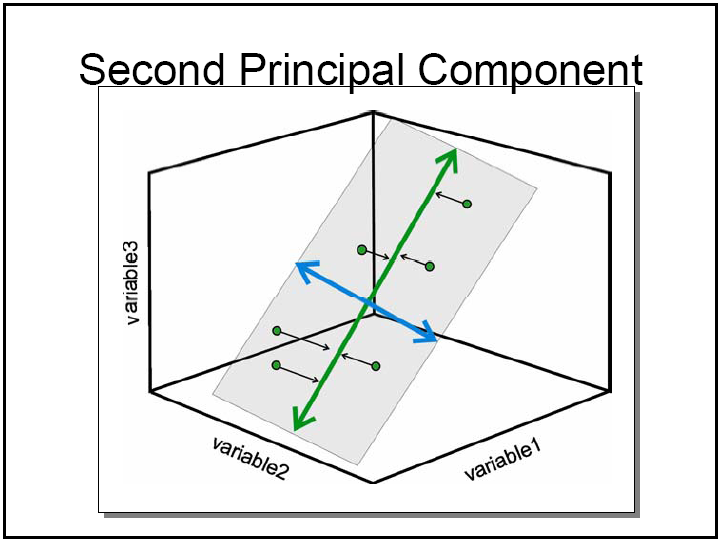 Second Principal Component
variable3
variable2
variable1